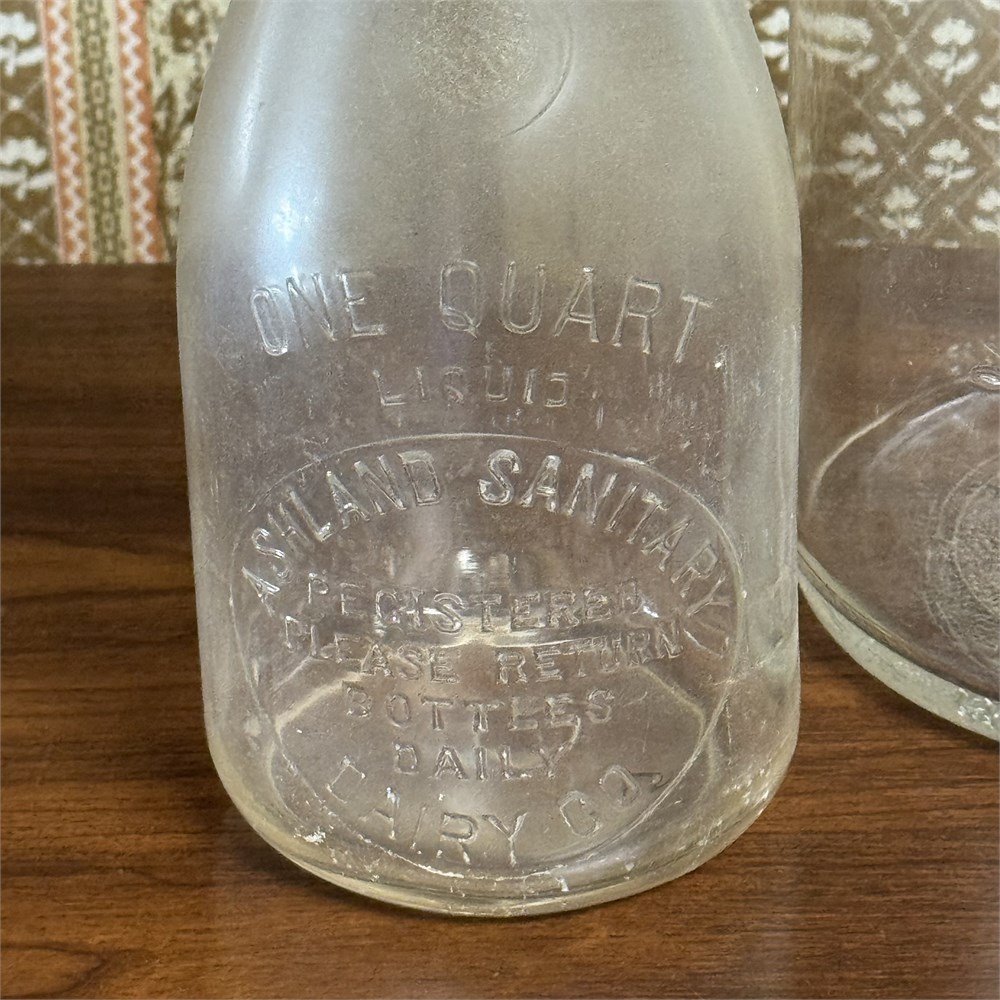 ONE QUART
LIQUID
ASHLAND SANITARY
REGISTERED
PLEASE RETURN
BOTTLES
DAILY
DAIRY CO.